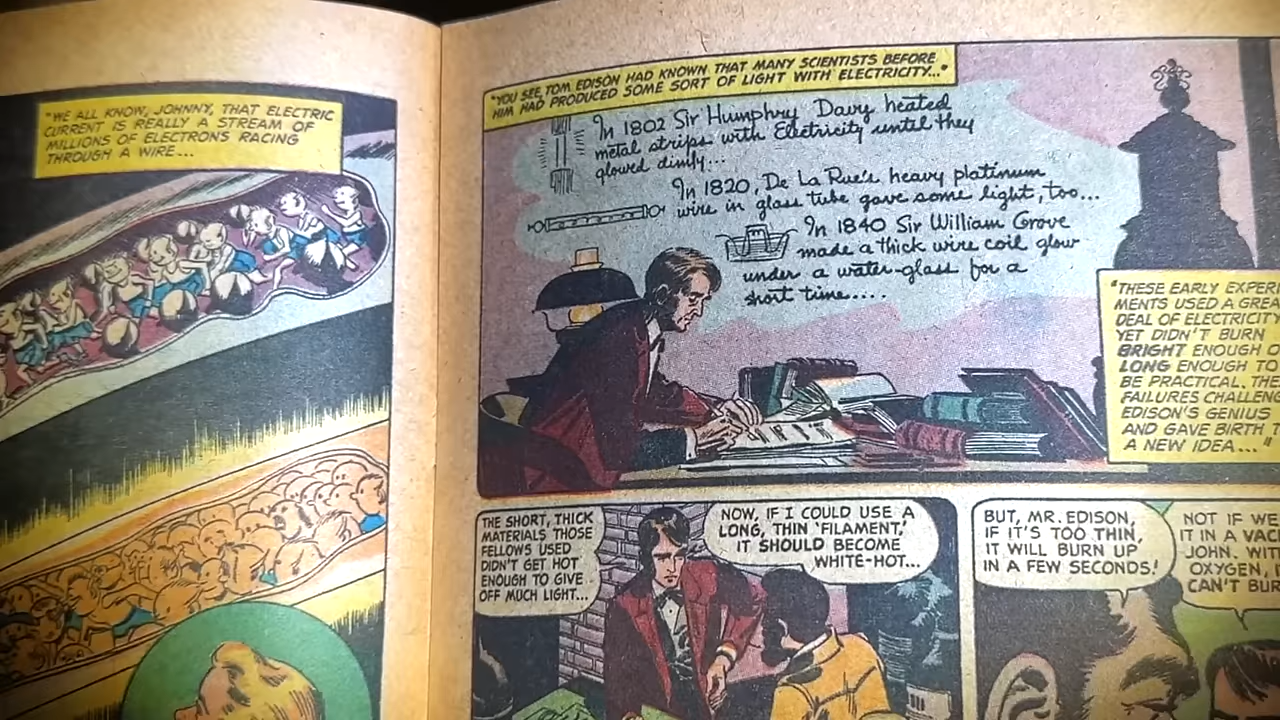 "WE ALL KNOW, JOHNNY, THAT ELECTRIC
CURRENT IS REALLY A STREAM OF
MILLIONS OF ELECTRONS RACING
THROUGH A WIRE...
"YOU SEE, TOM EDISON HAD KNOWN THAT MANY SCIENTISTS BEFORE
HIM HAD PRODUCED SOME SORT OF LIGHT WITH ELECTRICITY..."
In 1802 Sir Humphry Davy heated
metal strips with Electricity until they
glowed dimly...
In 1820, De La Rue's heavy platinum
wire in glass tube gave some light, too...
In 1840 Sir William Grove
made a thick wire coil glow
under a water-glass for a
short time....
"THESE EARLY EXPERI
MENTS USED A GREA
DEAL OF ELECTRICITY
YET DIDN'T BURN
BRIGHT ENOUGH O
LONG ENOUGH TO
BE PRACTICAL. THE
FAILURES CHALLENG
EDISON'S GENIUS
AND GAVE BIRTH T
A NEW IDEA..."
THE SHORT, THICK
MATERIALS THOSE
FELLOWS USED
DIDN'T GET HOT
ENOUGH TO GIVE
OFF MUCH LIGHT...
NOW, IF I COULD USE A
LONG, THIN 'FILAMENT,'
IT SHOULD BECOME
WHITE-HOT...
BUT, MR. EDISON,
IF IT'S TOO THIN,
IT WILL BURN UP
IN A FEW SECONDS!
NOT IF WE
IT IN A VAC
JOHN. WIT
OXYGEN,
CAN'T BUR